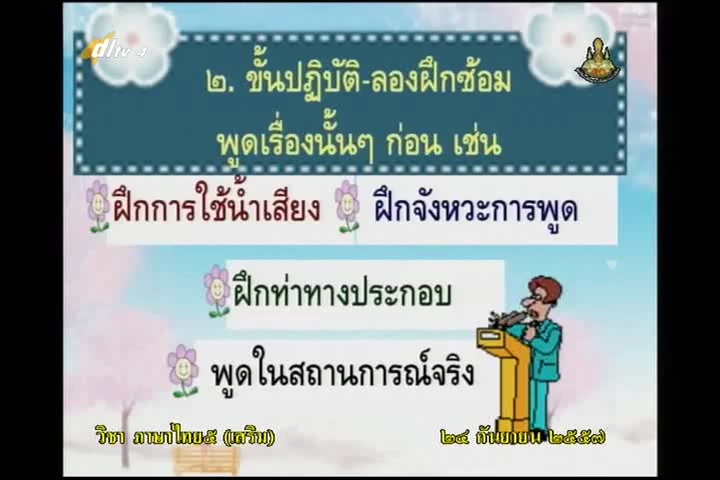 dltv 4
๒. ขั้นปฏิบัติ-ลองฝึกซ้อม
พูดเรื่องนั้นๆ ก่อน เช่น
ฝึกการใช้น้ำเสียง ฝึกจังหวะการพูด
ฝึกท่าทางประกอบ
พูดในสถานการณ์จริง
วิชา ภาษาไทย๕ (เสริม) ๒๔ กันยายน ๒๕๕๗